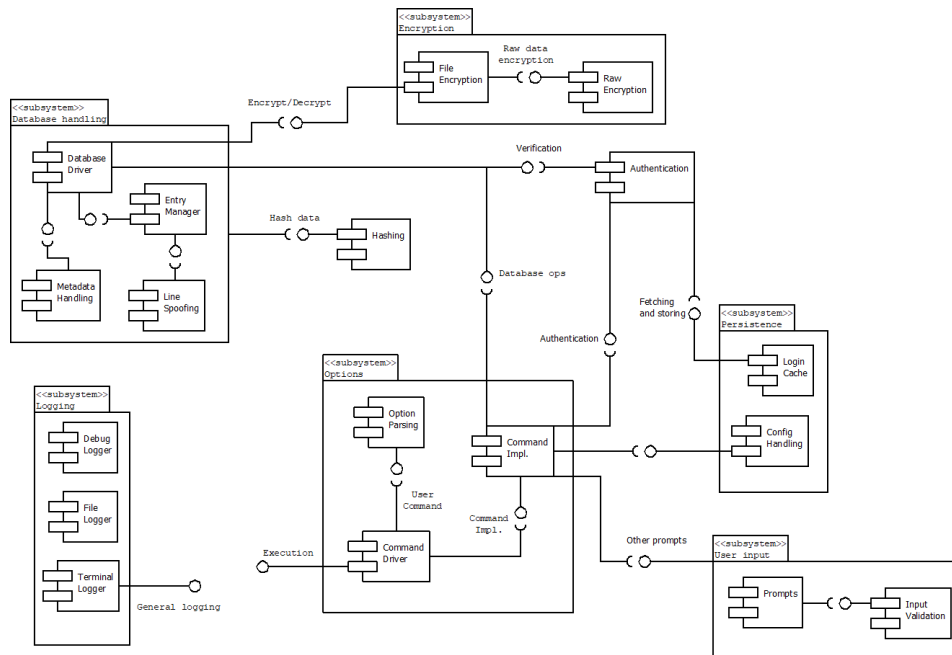 <<subsystem>>
Encryption
File
Encryption
Raw data
encryption
Raw
Encryption
Encrypt/Decrypt
<<subsystem>>
Database handling
Database
Driver
Entry
Manager
Metadata
Handling
Line
Spoofing
Hash data
Hashing
Verification
Authentication
Database ops
Authentication
Fetching
and storing
<<subsystem>>
Persistence
Login
Cache
Config
Handling
<<subsystem>>
Options
Option
Parsing
Command
Impl.
User
Command
Command
Impl.
Command
Driver
Execution
<<subsystem>>
Logging
Debug
Logger
File
Logger
Terminal
Logger
General logging
Other prompts
<<subsystem>>
User input
Prompts
Input
Validation